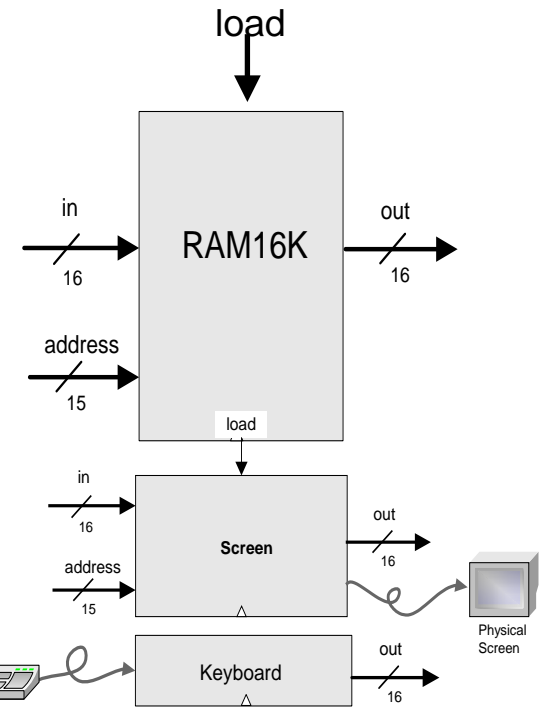 load
in
16
RAM16K
out
16
address
15
load
in
16
out
16
Screen
address
15
Physical
Screen
Keyboard
out
16